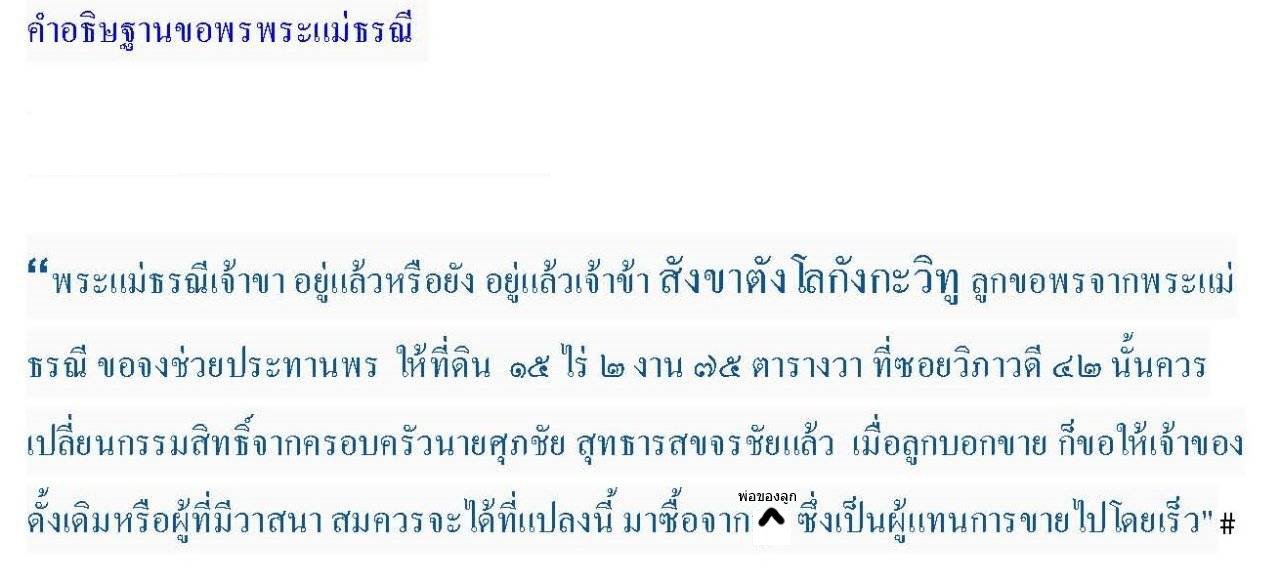 คำอธิษฐานขอพรพระแม่ธรณี
“พระแม่ธรณีเจ้าขา อยู่แล้วหรือยัง อยู่แล้วเจ้าข้า สังขาตังโลกังกะวิทู ลูกขอพรจากพระแม่
ธรณี ขอจงช่วยประทานพร ให้ที่ดิน ๑๕ ไร่ ๒ งาน ๗๕ ตารางวา ที่ซอยวิภาวดี ๔๒ นั้นควร
เปลี่ยนกรรมสิทธิ์จากครอบครัวนายศุภชัย สุทธารสขจรชัยแล้ว เมื่อลูกบอกขาย ก็ขอให้เจ้าของ
พ่อของลูก
ดั้งเดิมหรือผู้ที่มีวาสนา สมควรจะได้ที่แปลงนี้ มาซื้อจาก ^ ซึ่งเป็นผู้แทนการขายไปโดยเร็ว" #